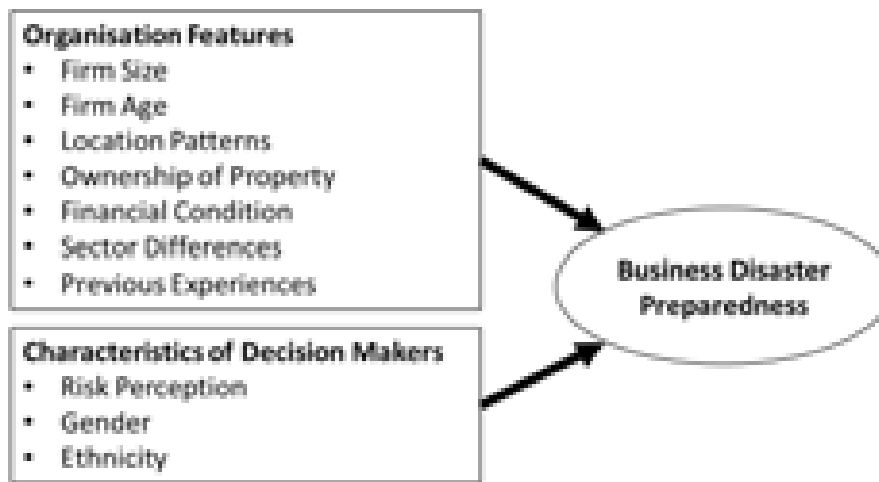 Organisation Features
• Firm Size
• Firm Age
• Location Patterns
• Ownership of Property
• Financial Condition
• Sector Differences
• Previous Experiences
Characteristics of Decision Makers
• Risk Perception
• Gender
• Ethnicity
Business Disaster
Preparedness